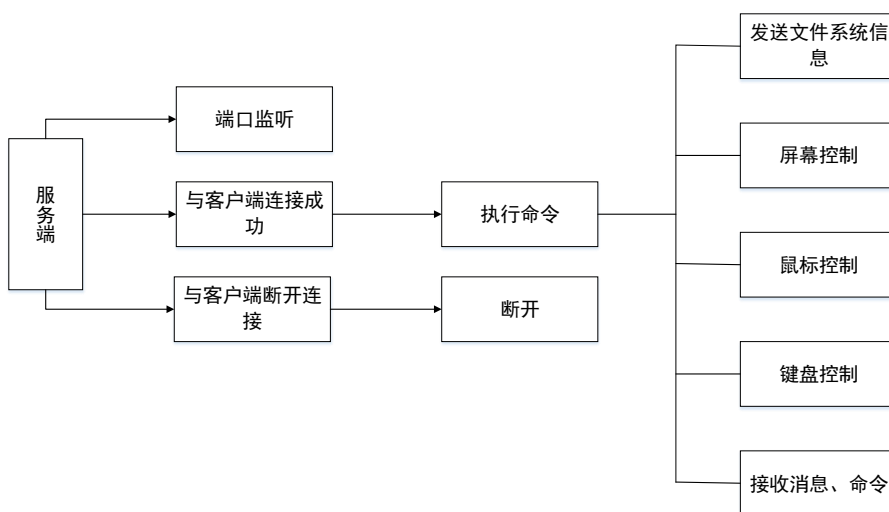 发送文件系统信
息
端口监听
屏幕控制
服务端
与客户端连接成
功
执行命令
鼠标控制
与客户端断开连
接
断开
键盘控制
接收消息、命令